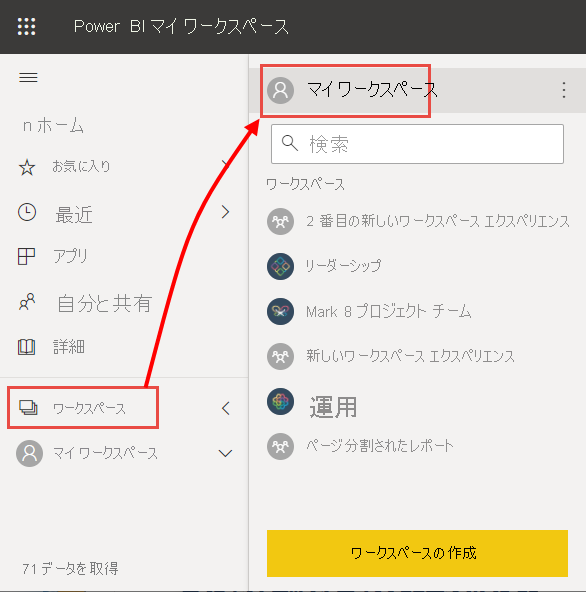 Power BIマイ ワークスペース
n ホーム
お気に入り
最近
アプリ
自分と共有
詳細
ワークスペース
マイ ワークスペース
71 データを取得
マイ ワークスペース
検索
ワークスペース
2 番目の新しいワークスペース エクスペリエンス
リーダーシップ
Mark 8 プロジェクト チーム
新しいワークスペース エクスペリエンス
運用
ページ分割されたレポート
ワークスペースの作成